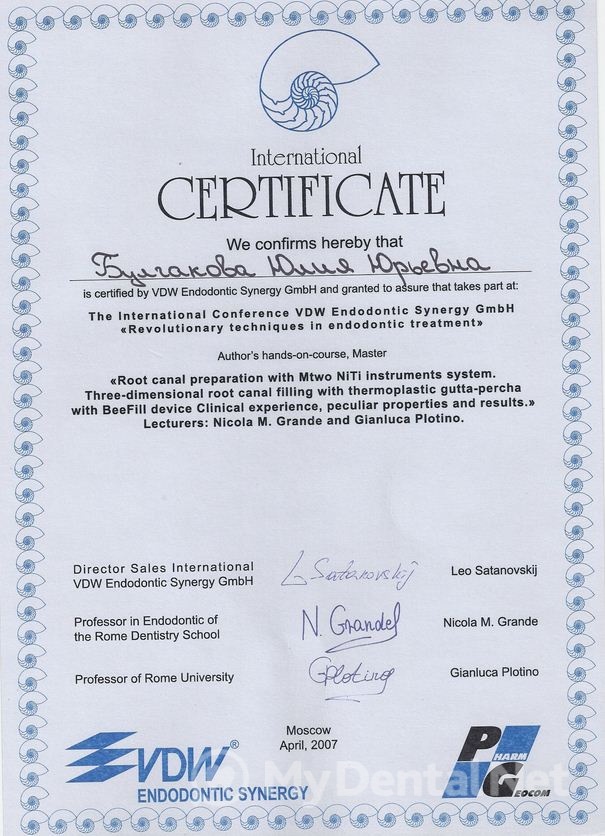 International
CERTIFICATE
We confirms hereby that
Булгакова Юлия Юрьевна
is certified by VDW Endodontic Synergy GmbH and granted to assure that takes part at:
The International Conference VDW Endodontic Synergy GmbH
«Revolutionary techniques in endodontic treatment»
Author's hands-on-course, Master
«Root canal preparation with Mtwo NiTi instruments system.
Three-dimensional root canal filling with thermoplastic gutta-percha
with BeeFill device Clinical experience, peculiar properties and results.»
Lecturers: Nicola M. Grande and Gianluca Plotino.
Director Sales International
VDW Endodontic Synergy GmbH
L Satanovskij
Leo Satanovskij
Professor in Endodontic of
the Rome Dentistry School
N. Grande
Nicola M. Grande
Professor of Rome University
GPlotino
Gianluca Plotino
Moscow
April, 2007
VDW®
ENDODONTIC SYNERGY
PHARM
GEOCOM
MyDental.Net